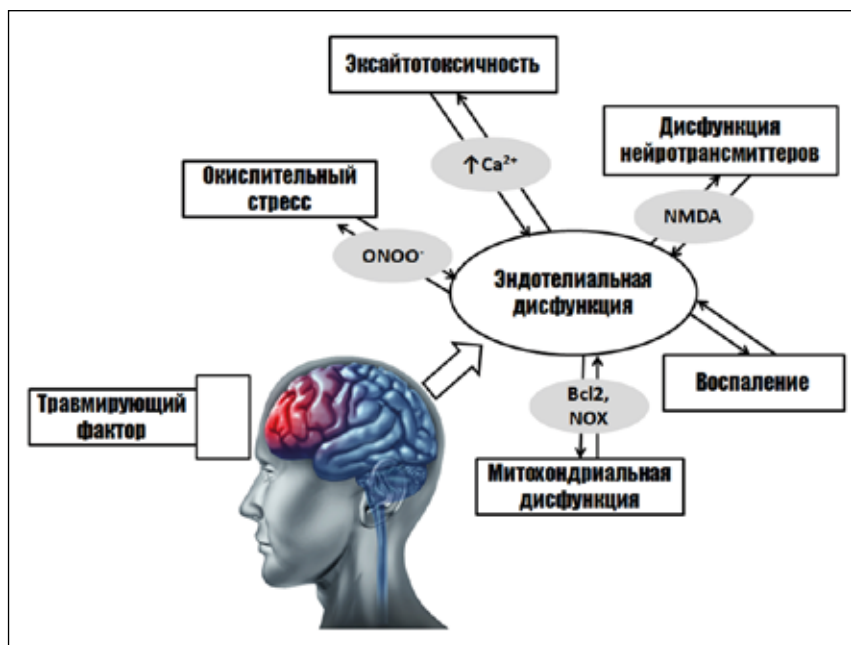 Эксайтотоксичность
Дисфункция
нейротрансмиттеров
↑Ca²⁺
Окислительный
стресс
NMDA
ONOO⁻
Эндотелиальная
дисфункция
Воспаление
Травмирующий
фактор
Bcl2,
NOX
Митохондриальная
дисфункция